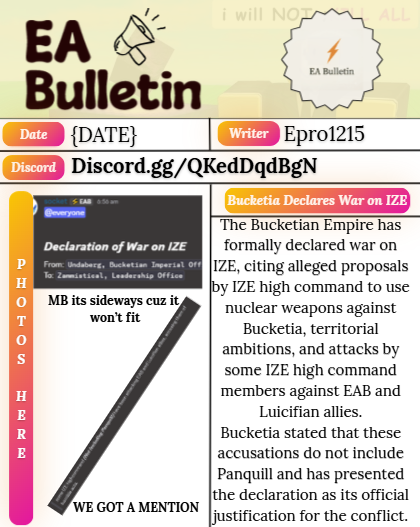 EA
Bulletin
i will NOT ALL
EA Bulletin
Date
{DATE}
Writer
Epro1215
Discord
Discord.gg/QKedDqdBgN
PHOTOS HERE
EAB 6:56 am
@everyone
Declaration of War on IZE
From: Undaberg, Bucketian Imperial Off
To: Zammistical, Leadership Office
MB its sideways cuz it
won't fit
WE GOT A MENTION
Bucketia Declares War on IZE
The Bucketian Empire has
formally declared war on
IZE, citing alleged proposals
by IZE high command to use
nuclear weapons against
Bucketia, territorial
ambitions, and attacks by
some IZE high command
members against EAB and
Luicifian allies.
Bucketia stated that these
accusations do not include
Panquill and has presented
the declaration as its official
justification for the conflict.